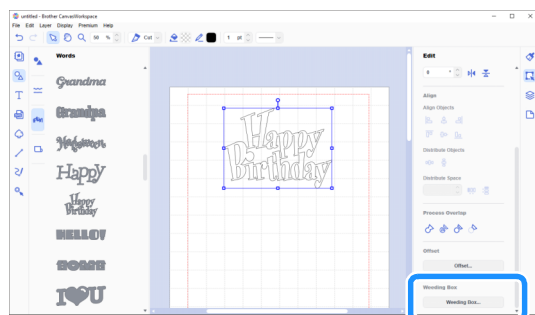 untitled - Brother CanvasWorkspace
File Edit Layer Display Premium Help
50 % Cut 1 pt
Words
Edit
Grandma
0 °
Grandpa
Align
Align Objects
Halloween
Happy
Distribute Objects
Distribute Space
Happy
Birthday
Happy
Birthday
Process Overlap
HELLO!
Offset
Offset...
Weeding Box
I U
Weeding Box...